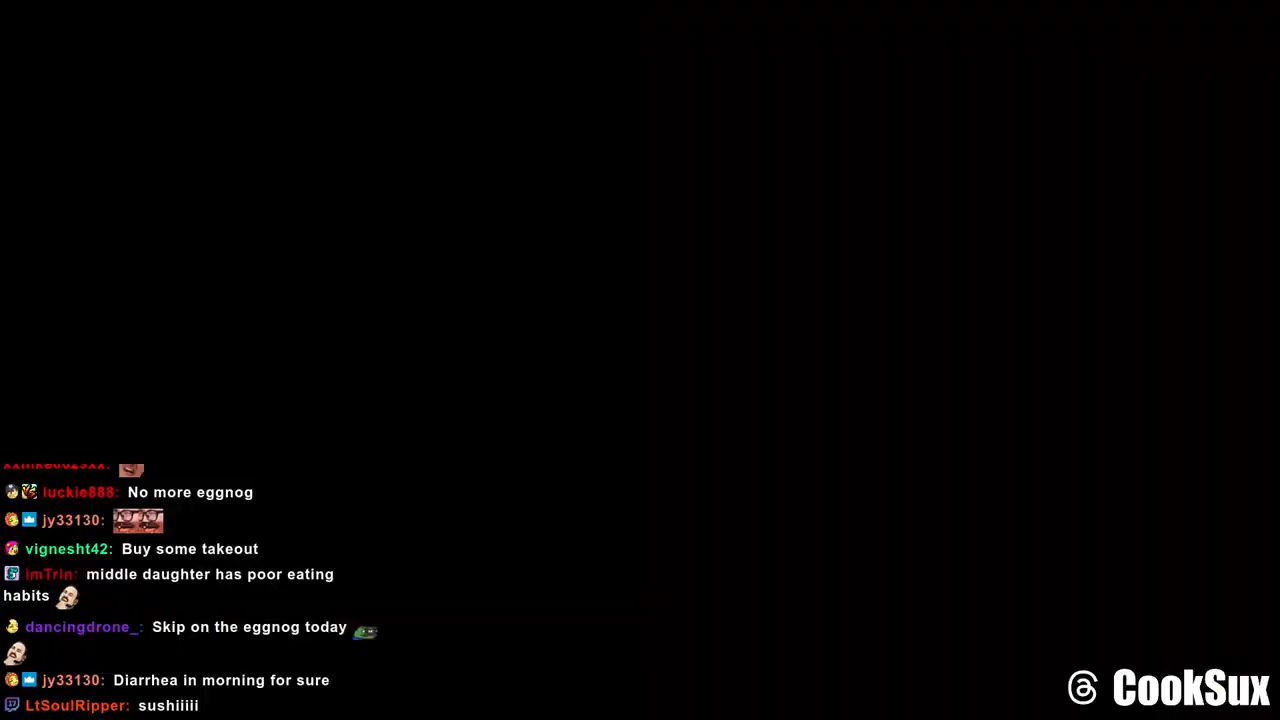 luckie888: No more eggnog
jy33130:
vignesht42: Buy some takeout
ImTrin: middle daughter has poor eating
habits
dancingdrone_: Skip on the eggnog today
jy33130: Diarrhea in morning for sure
LtSoulRipper: sushiiiii
CookSux